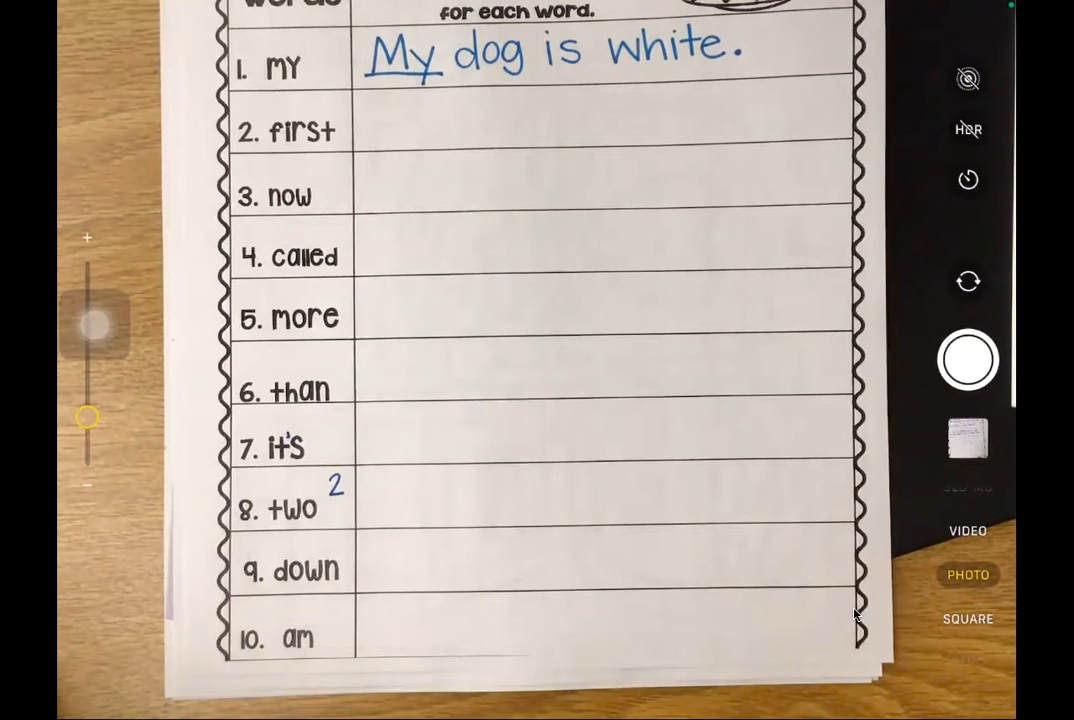 for each word.
1. my My dog is white.
2. first
3. now
4. called
5. more
6. than
7. it's
8. two 2
9. down
10. am
HDR
VIDEO
PHOTO
SQUARE